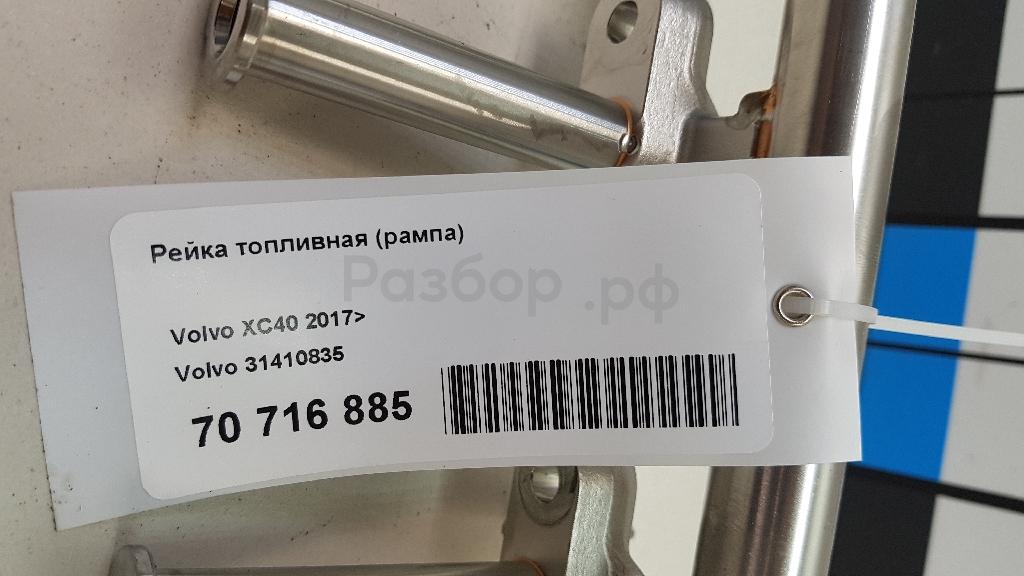 Рейка топливная (рампа)
Разбор.рф
Volvo XC40 2017>
Volvo 31410835
70 716 885